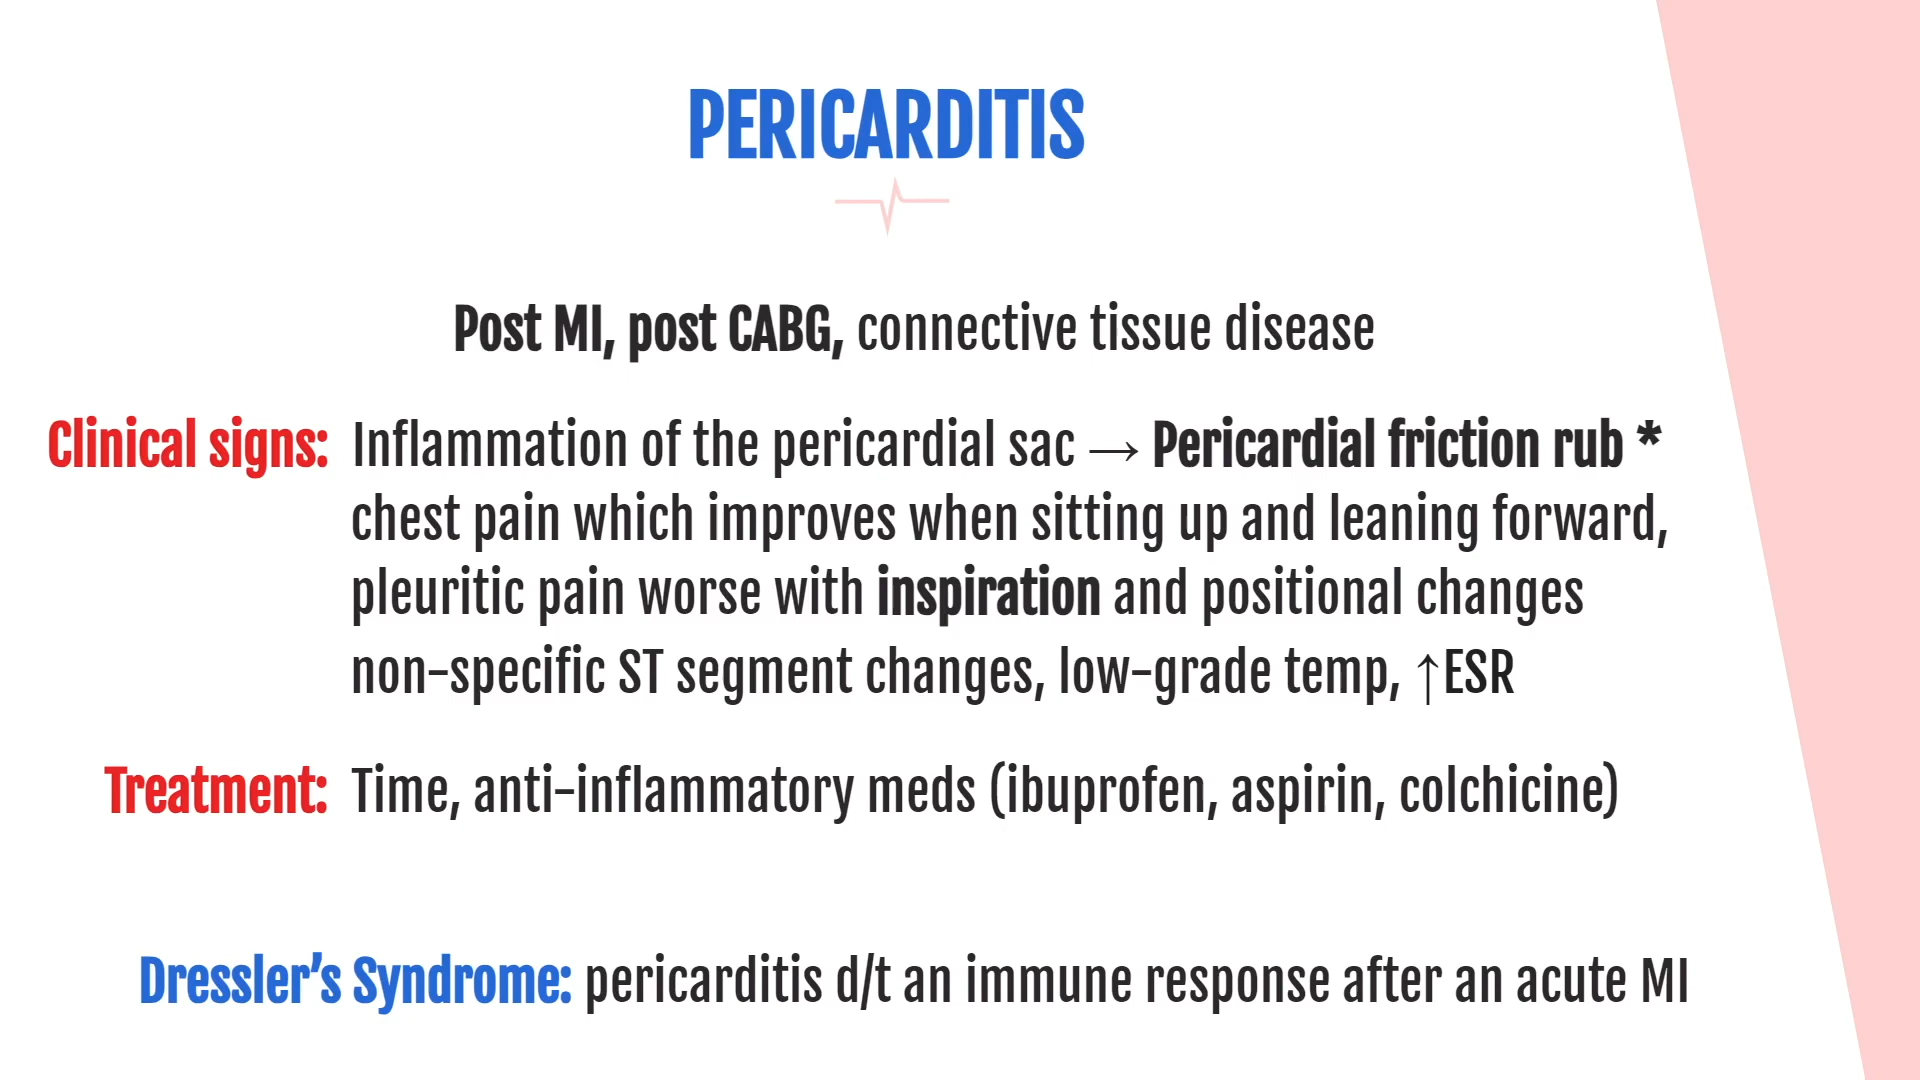 PERICARDITIS
Post MI, post CABG, connective tissue disease
Clinical signs: Inflammation of the pericardial sac → Pericardial friction rub *
chest pain which improves when sitting up and leaning forward,
pleuritic pain worse with inspiration and positional changes
non-specific ST segment changes, low-grade temp, ↑ESR
Treatment: Time, anti-inflammatory meds (ibuprofen, aspirin, colchicine)
Dressler’s Syndrome: pericarditis d/t an immune response after an acute MI